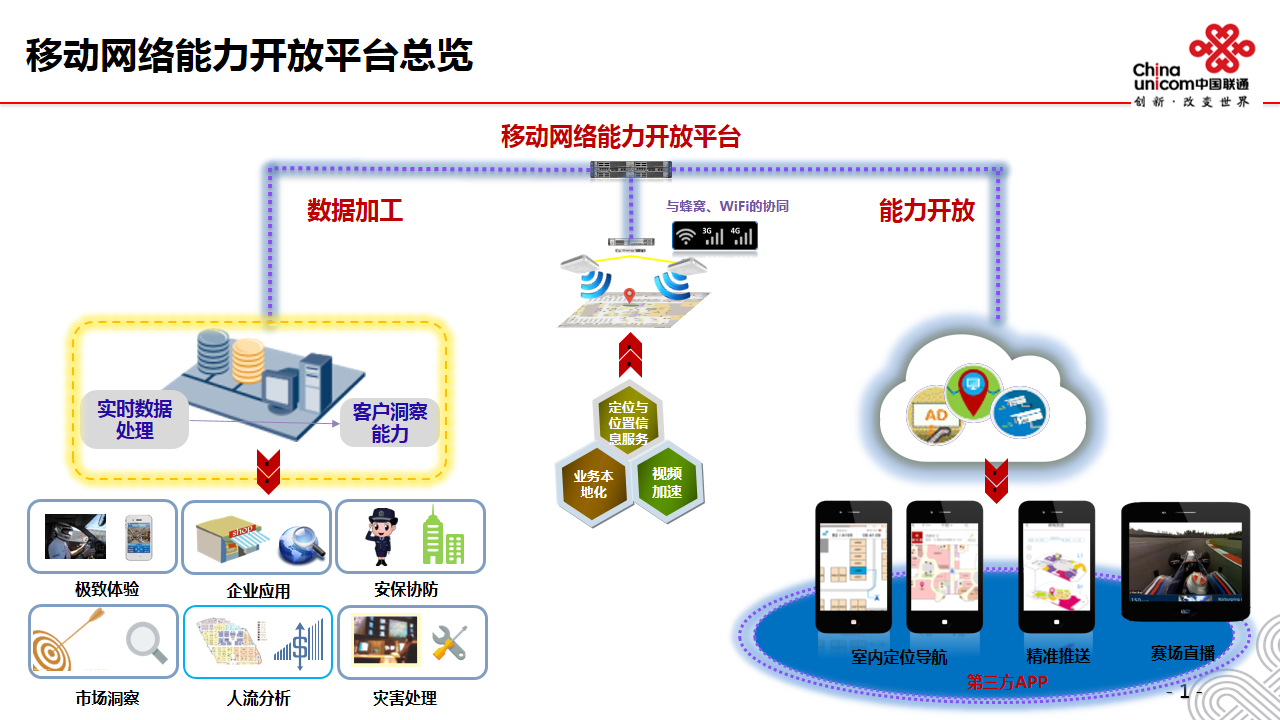 移动网络能力开放平台总览
China
unicom中国联通
创新·改变世界
移动网络能力开放平台
数据加工
与蜂窝、WiFi的协同
能力开放
3G
4G
实时数据
处理
客户洞察
能力
定位与
位置信
息服务
业务本
地化
视频
加速
AD
极致体验
企业应用
安保协防
市场洞察
人流分析
灾害处理
室内定位导航
精准推送
赛场直播
第三方APP
- 1 -